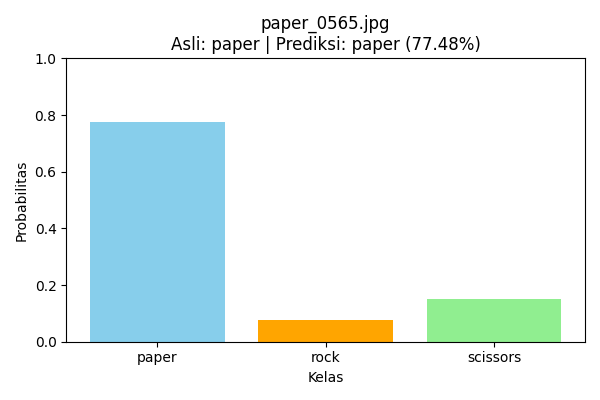 paper_0565.jpg
Asli: paper | Prediksi: paper (77.48%)
1.0
0.8
0.6
0.4
0.2
0.0
Probabilitas
paper
rock
scissors
Kelas